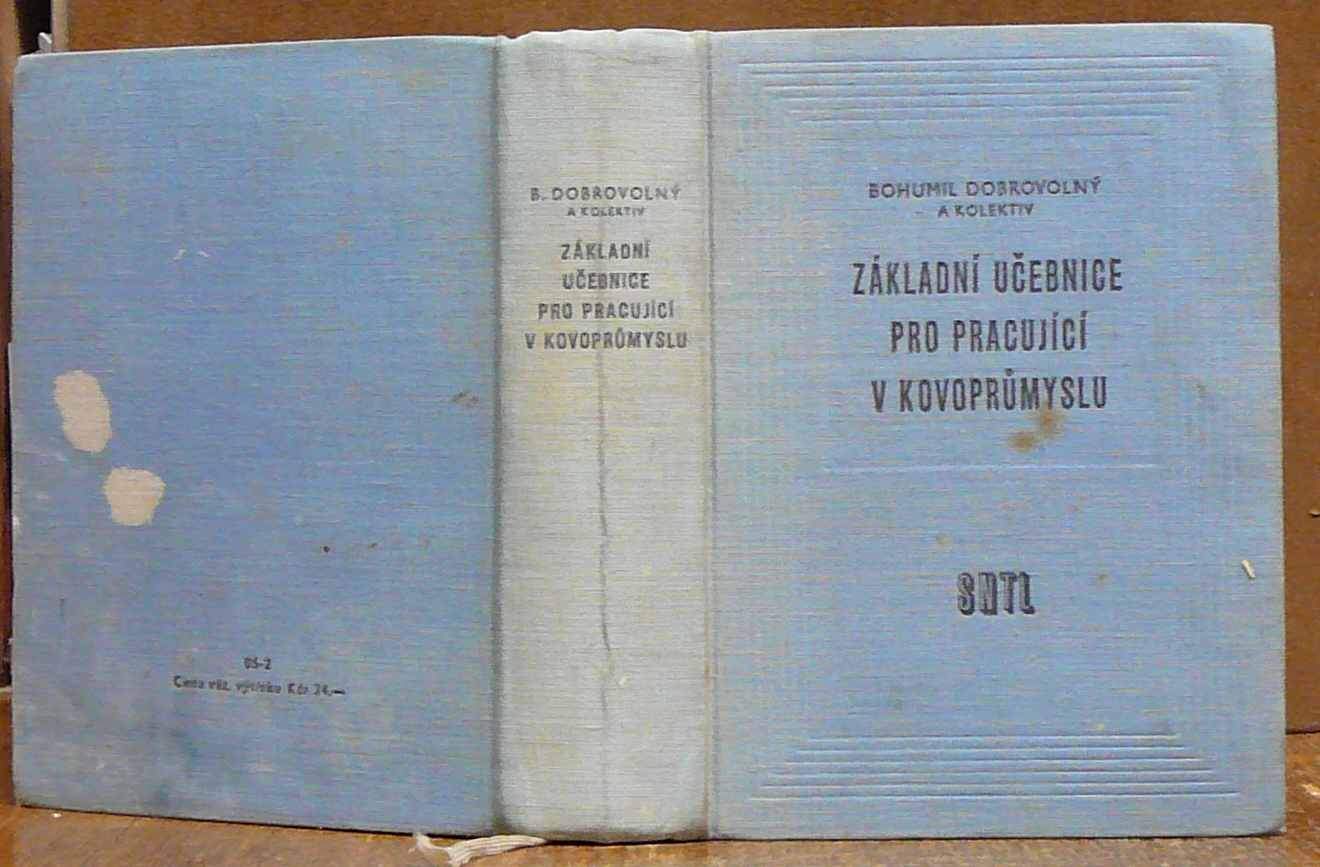 B. DOBROVOLNÝ
A KOLEKTIV
ZÁKLADNÍ
UČEBNICE
PRO PRACUJÍCÍ
V KOVOPRŮMYSLU
BOHUMIL DOBROVOLNÝ
A KOLEKTIV
ZÁKLADNÍ UČEBNICE
PRO PRACUJÍCÍ
V KOVOPRŮMYSLU
SNTL
05-2
Cena váz. výtisku Kčs 24,—